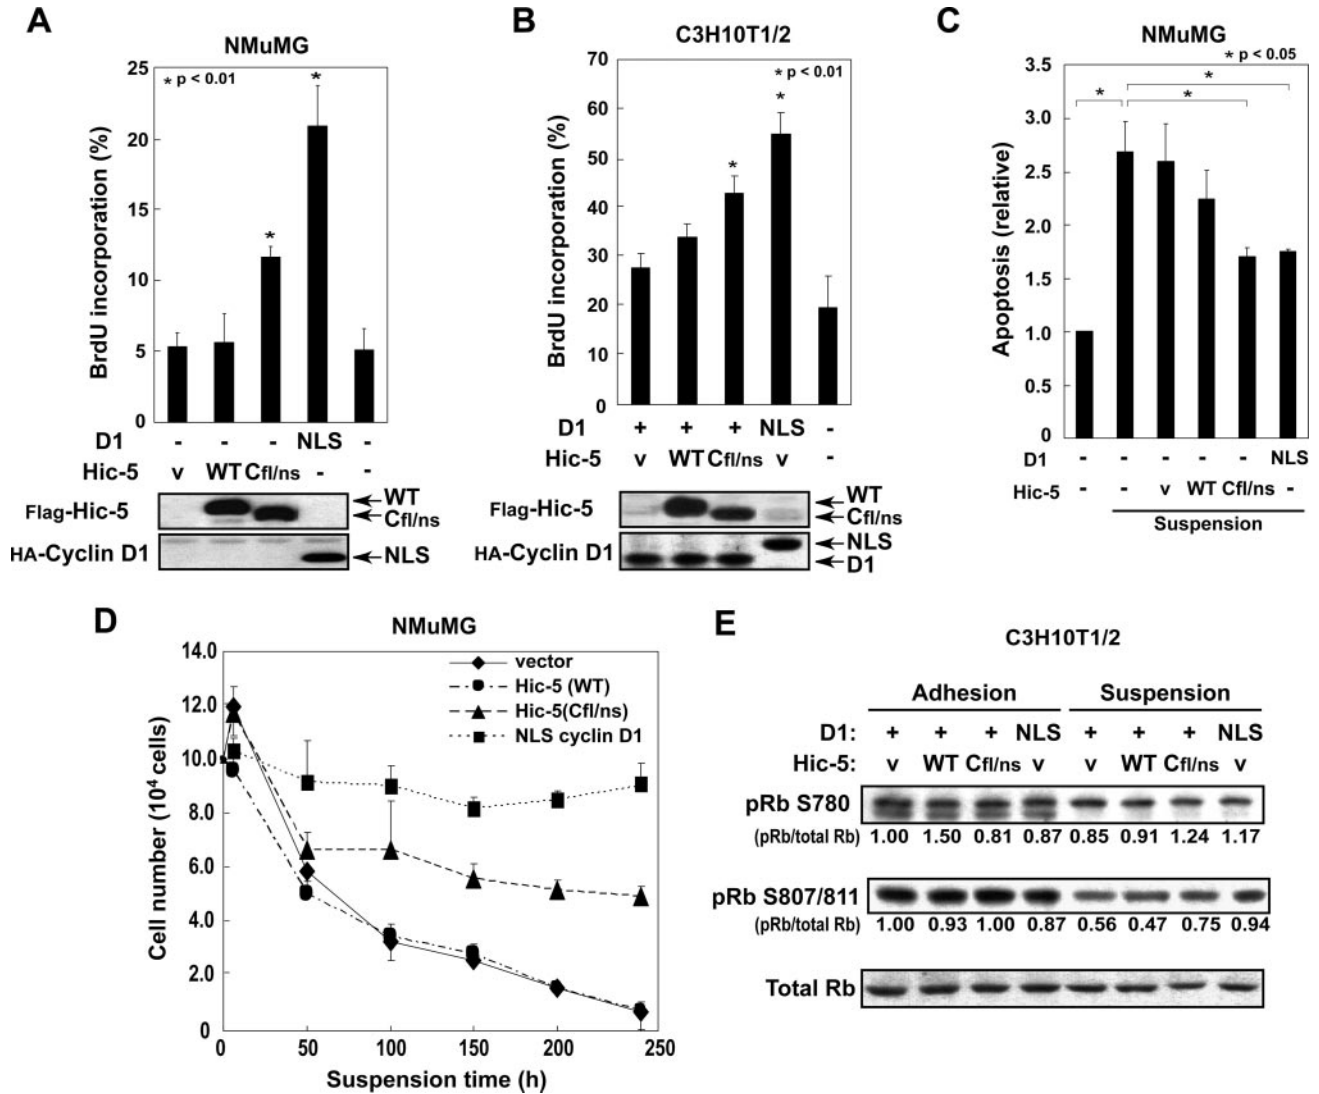 A
NMuMG
* p < 0.01
BrdU incorporation (%)
25
20
15
10
5
0
*
*
D1 - - - NLS -
Hic-5 v WT Cfl/ns - -
Flag-Hic-5
WT
Cfl/ns
HA-Cyclin D1
NLS
B
C3H10T1/2
* p < 0.01
BrdU incorporation (%)
70
60
50
40
30
20
10
0
*
*
D1 + + + NLS -
Hic-5 v WT Cfl/ns v -
Flag-Hic-5
WT
Cfl/ns
HA-Cyclin D1
NLS
D1
C
NMuMG
* p < 0.05
Apoptosis (relative)
3.5
3.0
2.5
2.0
1.5
1.0
0.5
0
*
*
*
D1 - - - - - NLS
Hic-5 - - v WT Cfl/ns -
Suspension
D
NMuMG
Cell number (10⁴ cells)
14.0
12.0
10.0
8.0
6.0
4.0
2.0
0
vector
Hic-5 (WT)
Hic-5(Cfl/ns)
NLS cyclin D1
0 50 100 150 200 250
Suspension time (h)
E
C3H10T1/2
Adhesion Suspension
D1: + + + NLS + + + NLS
Hic-5: v WT Cfl/ns v v WT Cfl/ns v
pRb S780
(pRb/total Rb) 1.00 1.50 0.81 0.87 0.85 0.91 1.24 1.17
pRb S807/811
(pRb/total Rb) 1.00 0.93 1.00 0.87 0.56 0.47 0.75 0.94
Total Rb